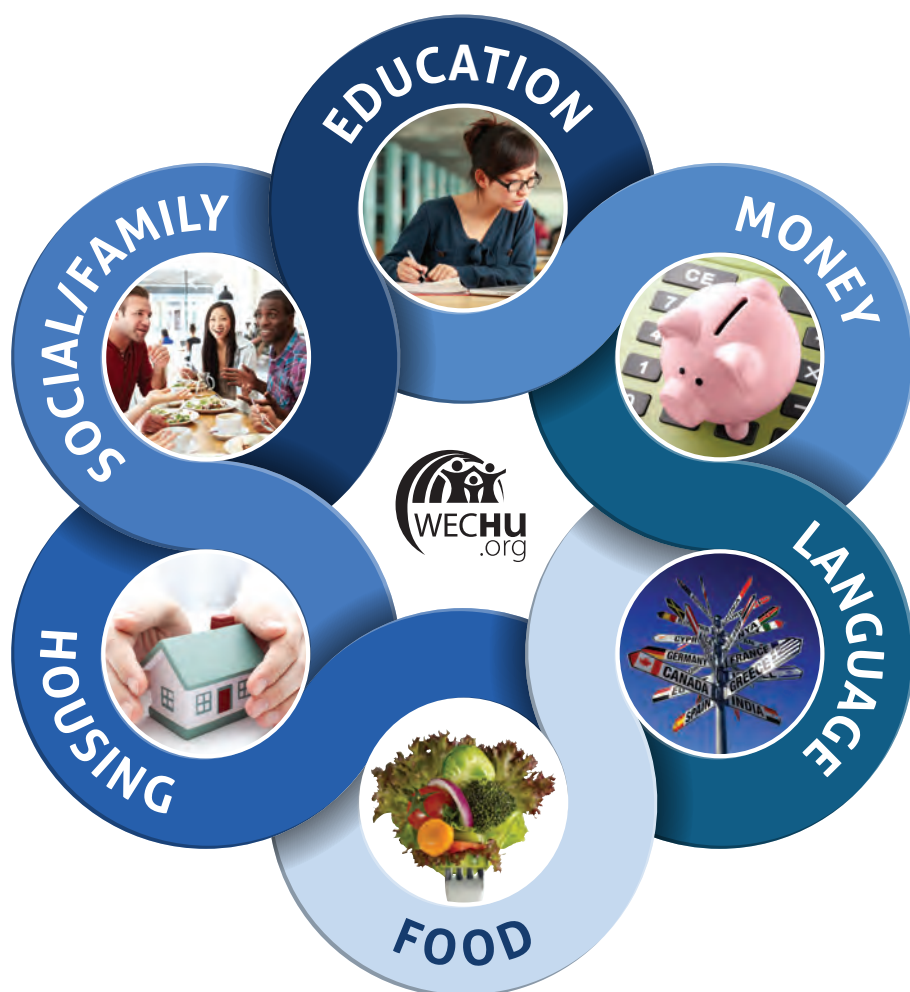 EDUCATION
MONEY
LANGUAGE
FOOD
HOUSING
SOCIAL/FAMILY
WECHU
.org
CE
7
4
1
0
X
GERMANY
FRANCE
CANADA
GREECE
SPAIN
INDIA